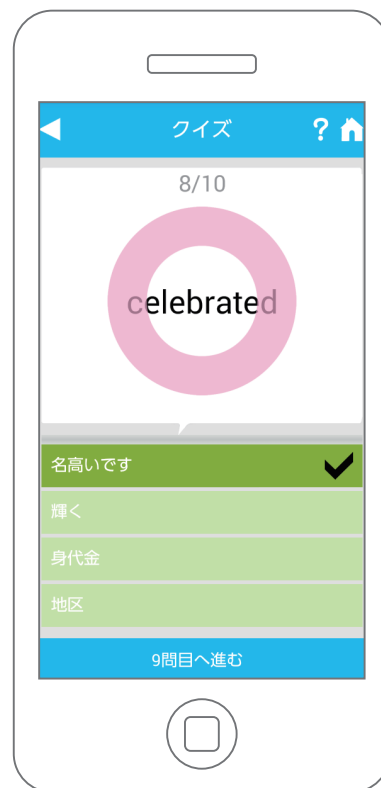 クイズ ?
8/10
celebrated
名高いです
輝く
身代金
地区
9問目へ進む